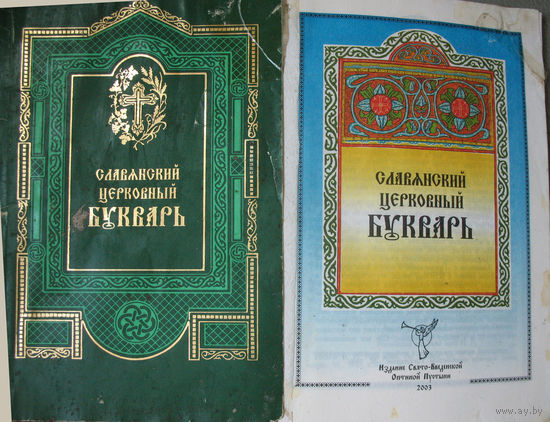 СЛАВЯНСКИЙ
ЦЕРКОВНЫЙ
БУКВАРЬ
СЛАВЯНСКИЙ
ЦЕРКОВНЫЙ
БУКВАРЬ
Издание Свято-Введенской
Оптиной Пустыни
2003
www.ay.by